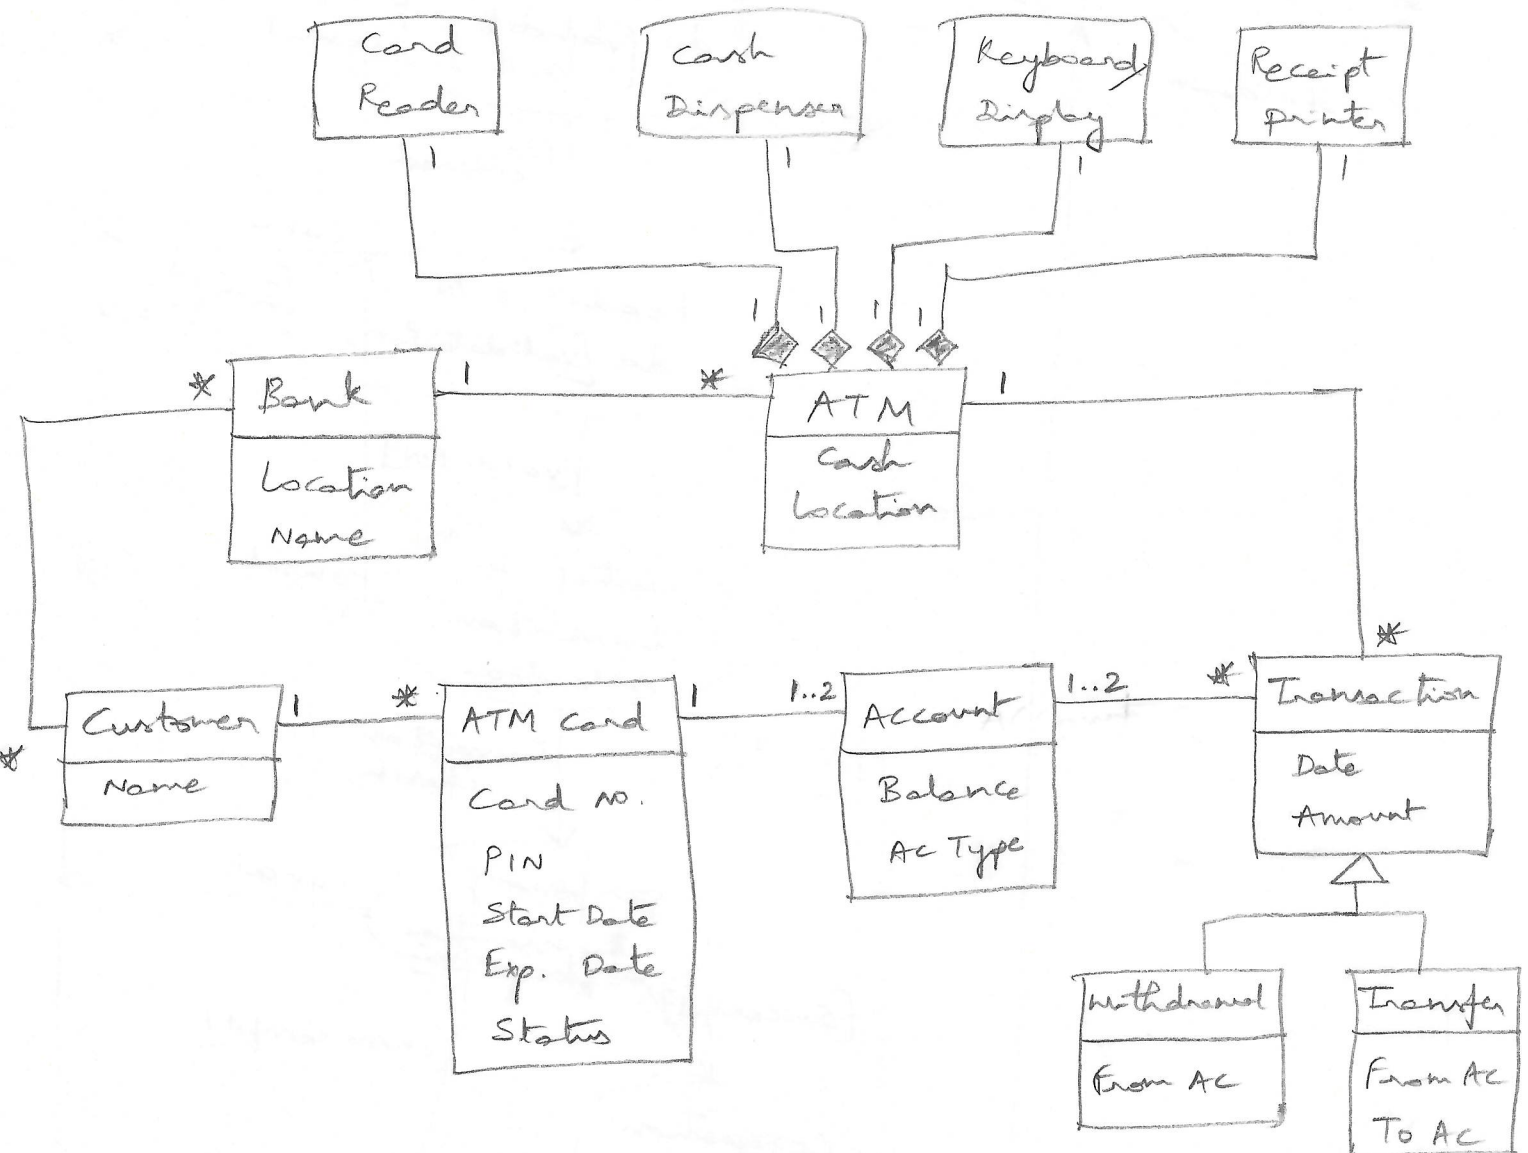 Card
Reader
Cash
Dispenser
Keyboard/
Display
Receipt
printer
1
1
1
1
1
1
1
1
*
Bank
1
*
ATM
1
Location
Name
Cash
Location
*
*
Customer
1
*
ATM Card
1
1..2
Account
1..2
*
Transaction
Name
Card no.
PIN
Start Date
Exp. Date
Status
Balance
Ac Type
Date
Amount
Withdrawal
From AC
Transfer
From AC
To AC